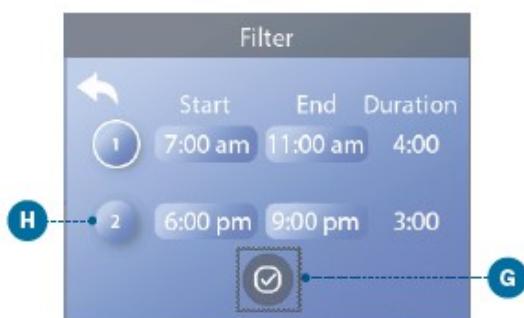 Filter
Start End Duration
1 7:00 am 11:00 am 4:00
H 2 6:00 pm 9:00 pm 3:00
G